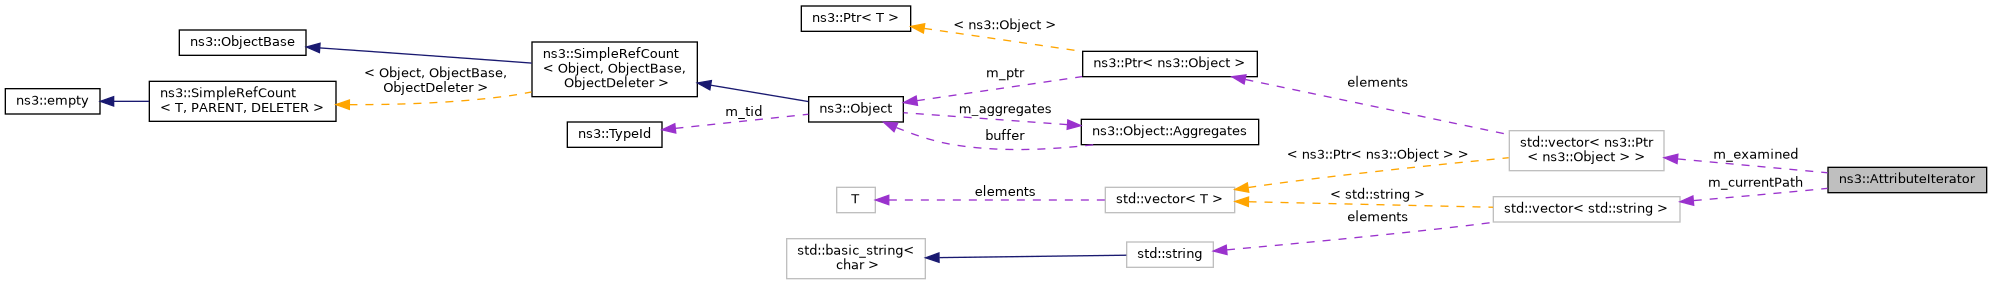 ns3::Ptr< T >
< ns3::Object >
ns3::ObjectBase
ns3::SimpleRefCount
< Object, ObjectBase,
ObjectDeleter >
ns3::Ptr< ns3::Object >
< Object, ObjectBase,
ObjectDeleter >
m_ptr
elements
ns3::empty
ns3::SimpleRefCount
< T, PARENT, DELETER >
ns3::Object
m_aggregates
m_tid
ns3::TypeId
buffer
ns3::Object::Aggregates
std::vector< ns3::Ptr
< ns3::Object > >
< ns3::Ptr< ns3::Object > >
m_examined
ns3::AttributeIterator
m_currentPath
T
elements
std::vector< T >
< std::string >
std::vector< std::string >
elements
std::basic_string<
char >
std::string